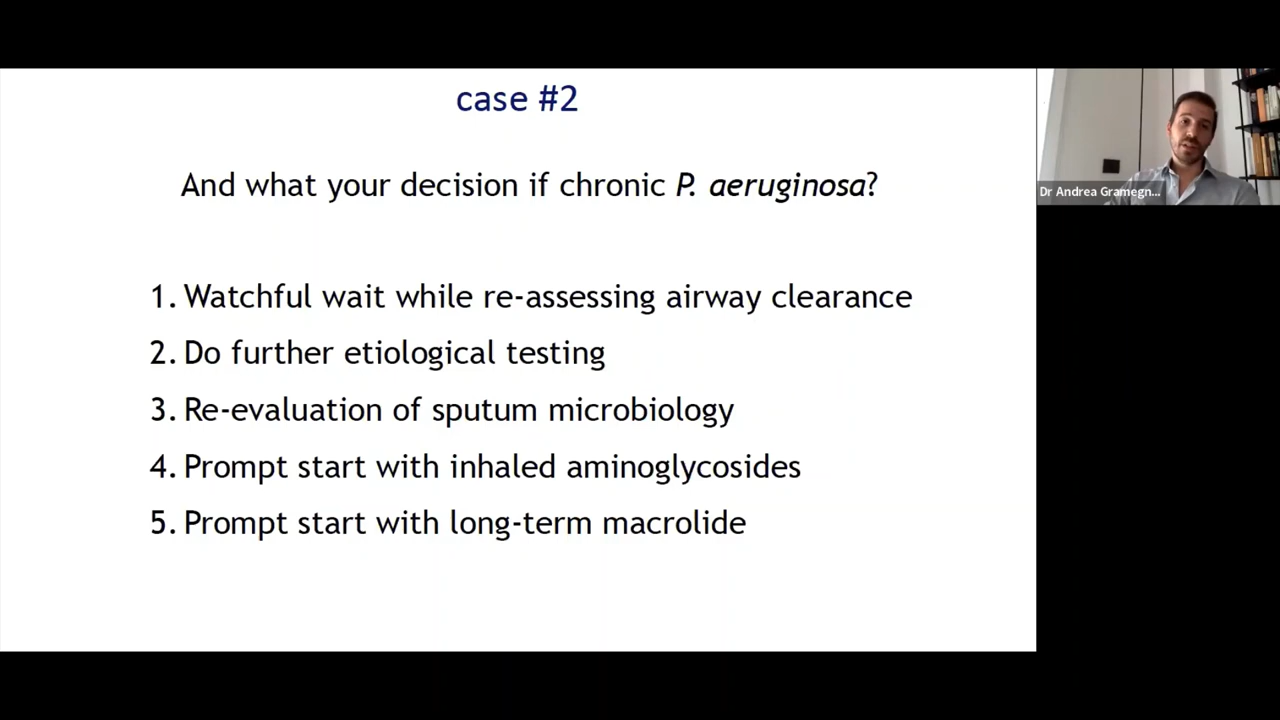 case #2
And what your decision if chronic P. aeruginosa?
1. Watchful wait while re-assessing airway clearance
2. Do further etiological testing
3. Re-evaluation of sputum microbiology
4. Prompt start with inhaled aminoglycosides
5. Prompt start with long-term macrolide
Dr Andrea Gramegn...